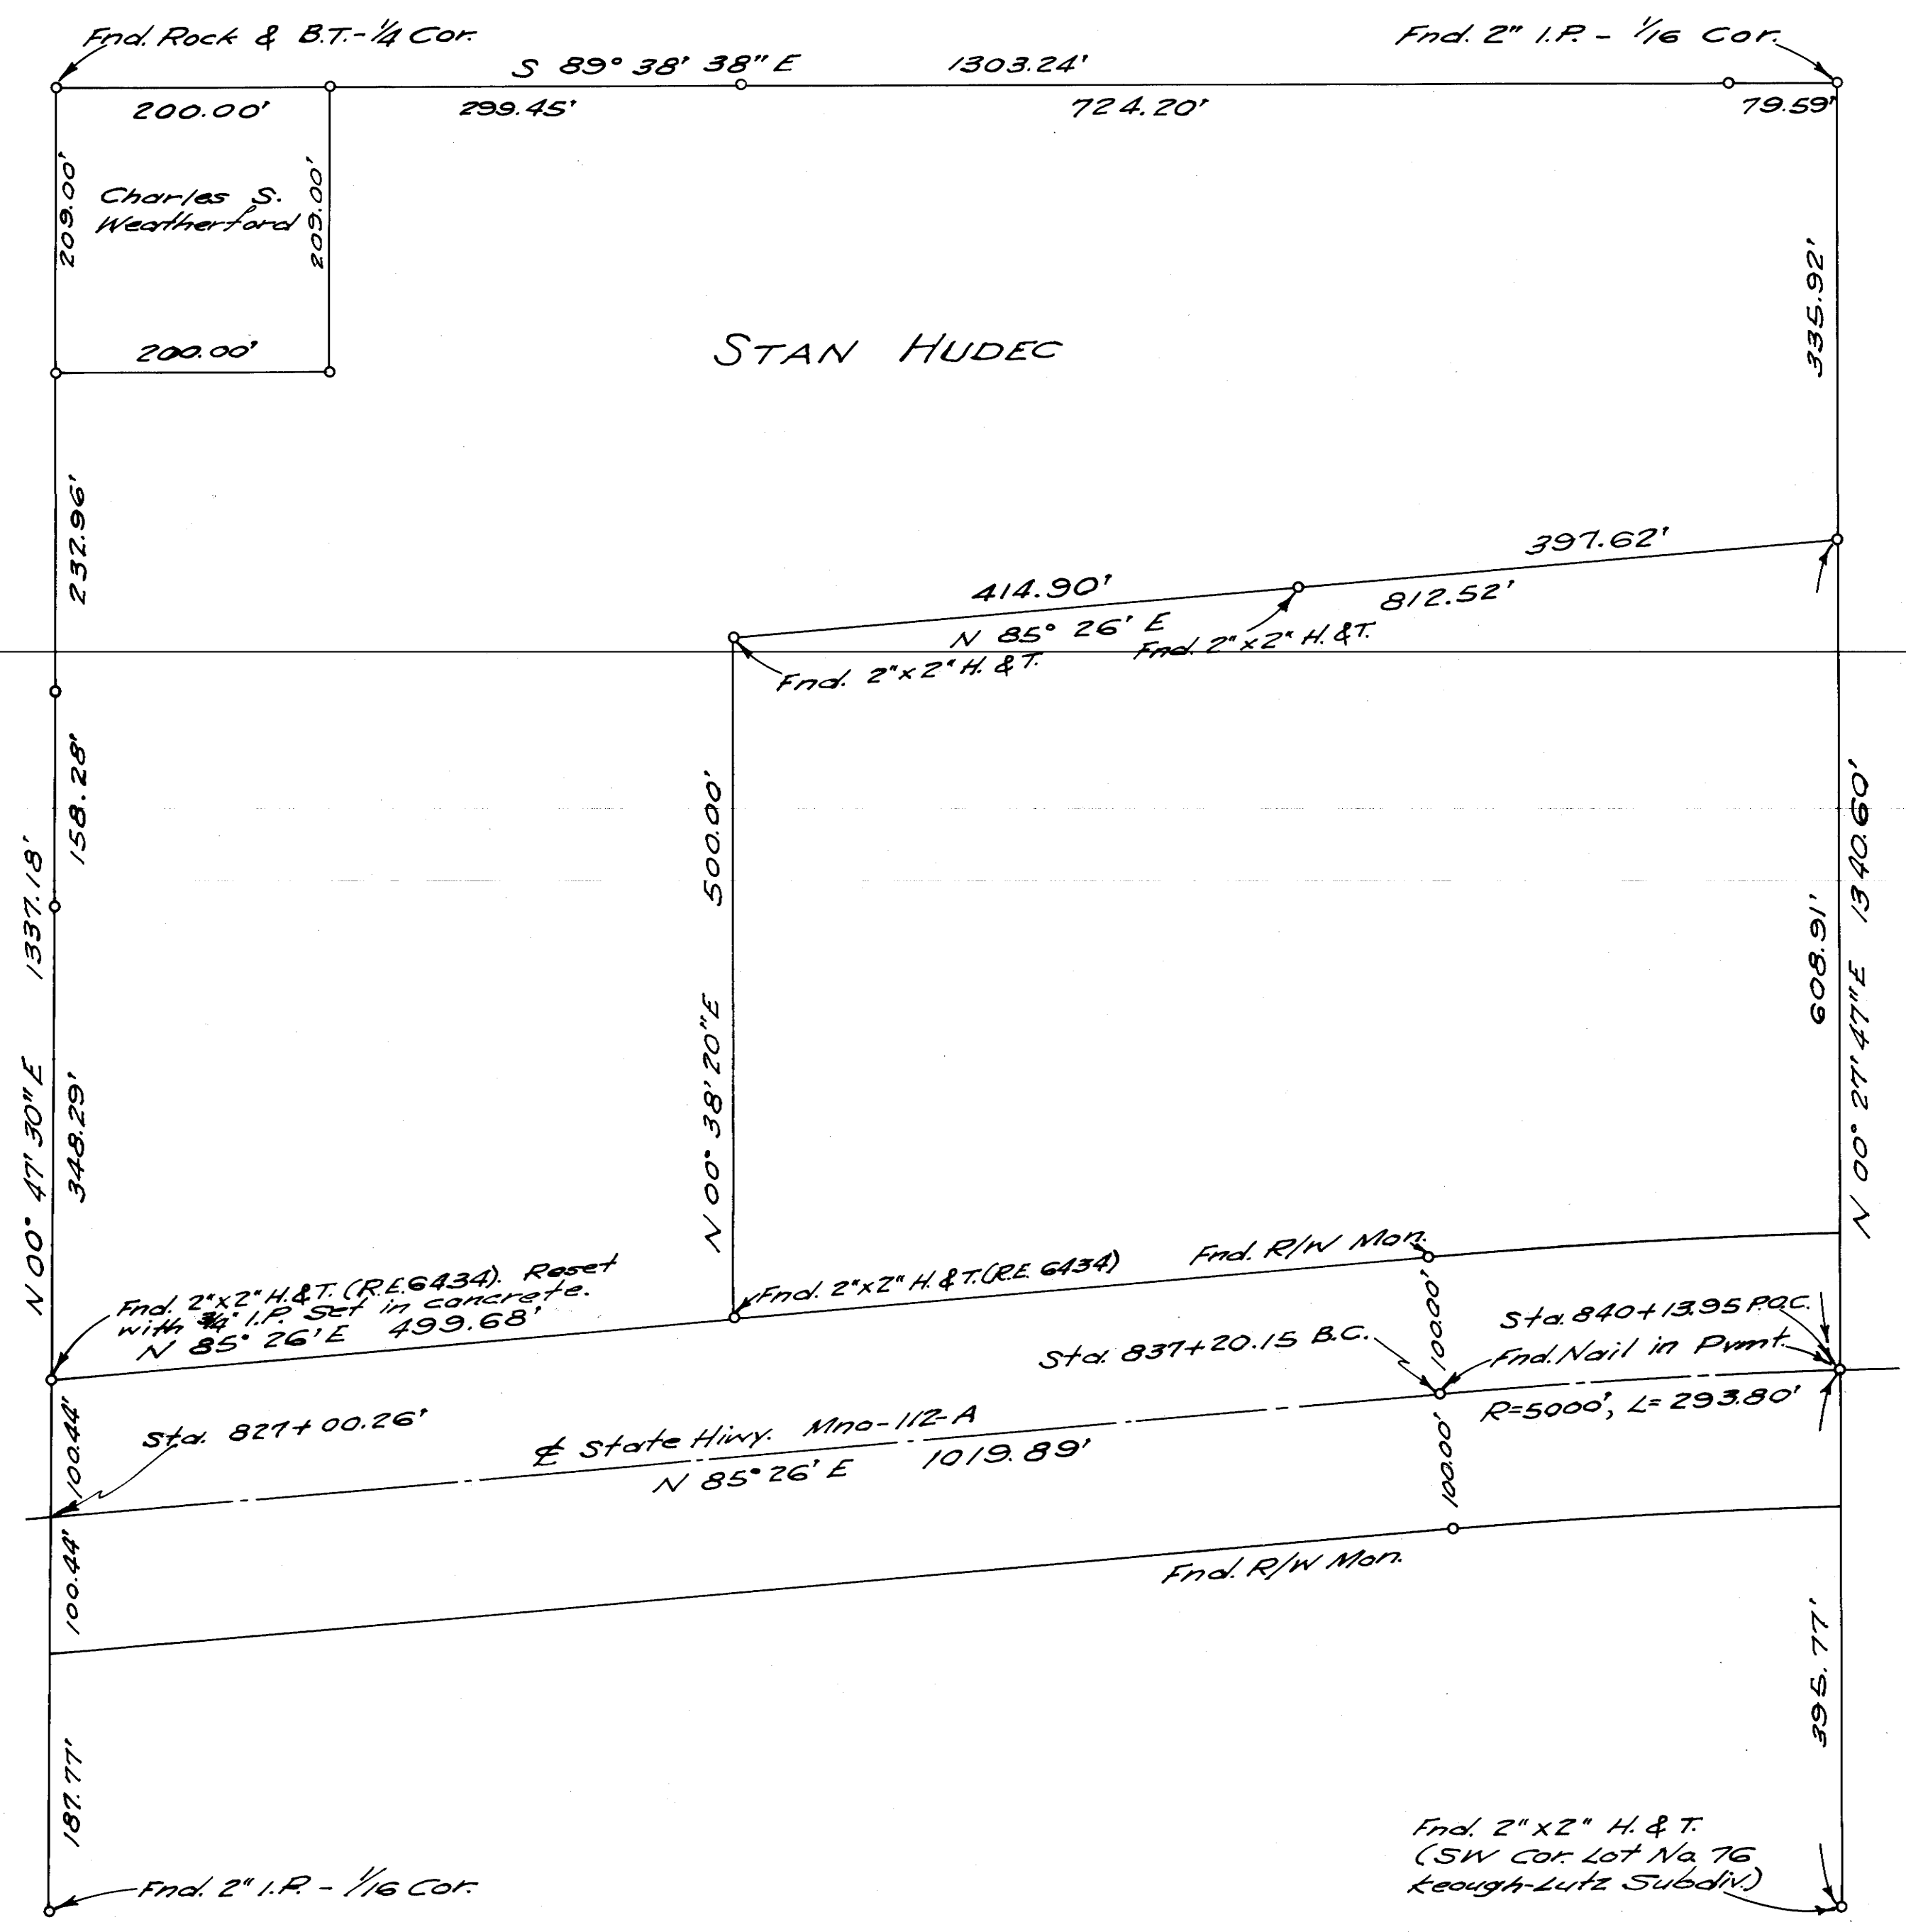 Fnd. Rock & B.T.-1/4 Cor.
Fnd. 2" I.P. - 1/16 Cor.
S 89° 38' 38" E 1303.24'
200.00'
299.45'
724.20'
79.59'
209.00'
Charles S.
Weatherford
209.00'
200.00'
STAN HUDEC
335.92'
232.96'
397.62'
414.90'
812.52'
N 85° 26' E
Fnd. 2"x2" H. & T.
Fnd. 2"x2" H. & T.
158.28'
500.00'
N 00° 38' 20" E
N 00° 47' 30" E 1337.18'
348.29'
608.91'
N 00° 27' 47" E 1340.60'
Fnd. 2"x2" H. & T. (R.E. 6434). Reset
with 3/4" I.P. Set in concrete.
N 85° 26' E 499.68'
Fnd. 2"x2" H. & T. (R.E. 6434)
Fnd. R/W Mon.
100.00'
Sta. 840+13.95 P.O.C.
Sta. 837+20.15 B.C.
Fnd. Nail in Pvmt.
R=5000', L= 293.80'
100.44'
Sta. 827+00.26'
℄ State Hiwy. Mno-112-A
N 85° 26' E 1019.89'
100.00'
100.44'
Fnd. R/W Mon.
395.77'
187.77'
Fnd. 2" I.P. - 1/16 Cor.
Fnd. 2"x2" H. & T.
(SW Cor. Lot No. 76
Keough-Lutz Subdiv.)